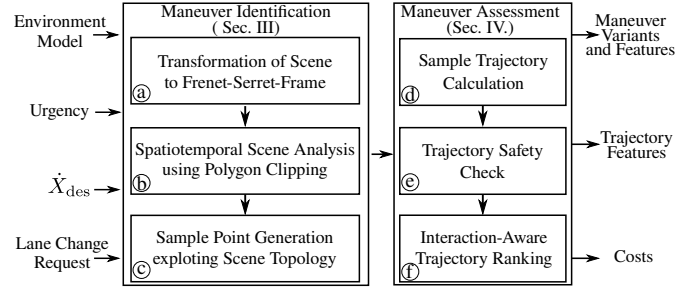 Environment
Model
Urgency
Ẋdes
Lane Change
Request
Maneuver Identification
( Sec. III)
Transformation of Scene
to Frenet-Serret-Frame
a
Spatiotemporal Scene Analysis
using Polygon Clipping
b
Sample Point Generation
exploting Scene Topology
c
Maneuver Assessment
(Sec. IV.)
Sample Trajectory
Calculation
d
Trajectory Safety
Check
e
Interaction-Aware
Trajectory Ranking
f
Maneuver
Variants
and Features
Trajectory
Features
Costs